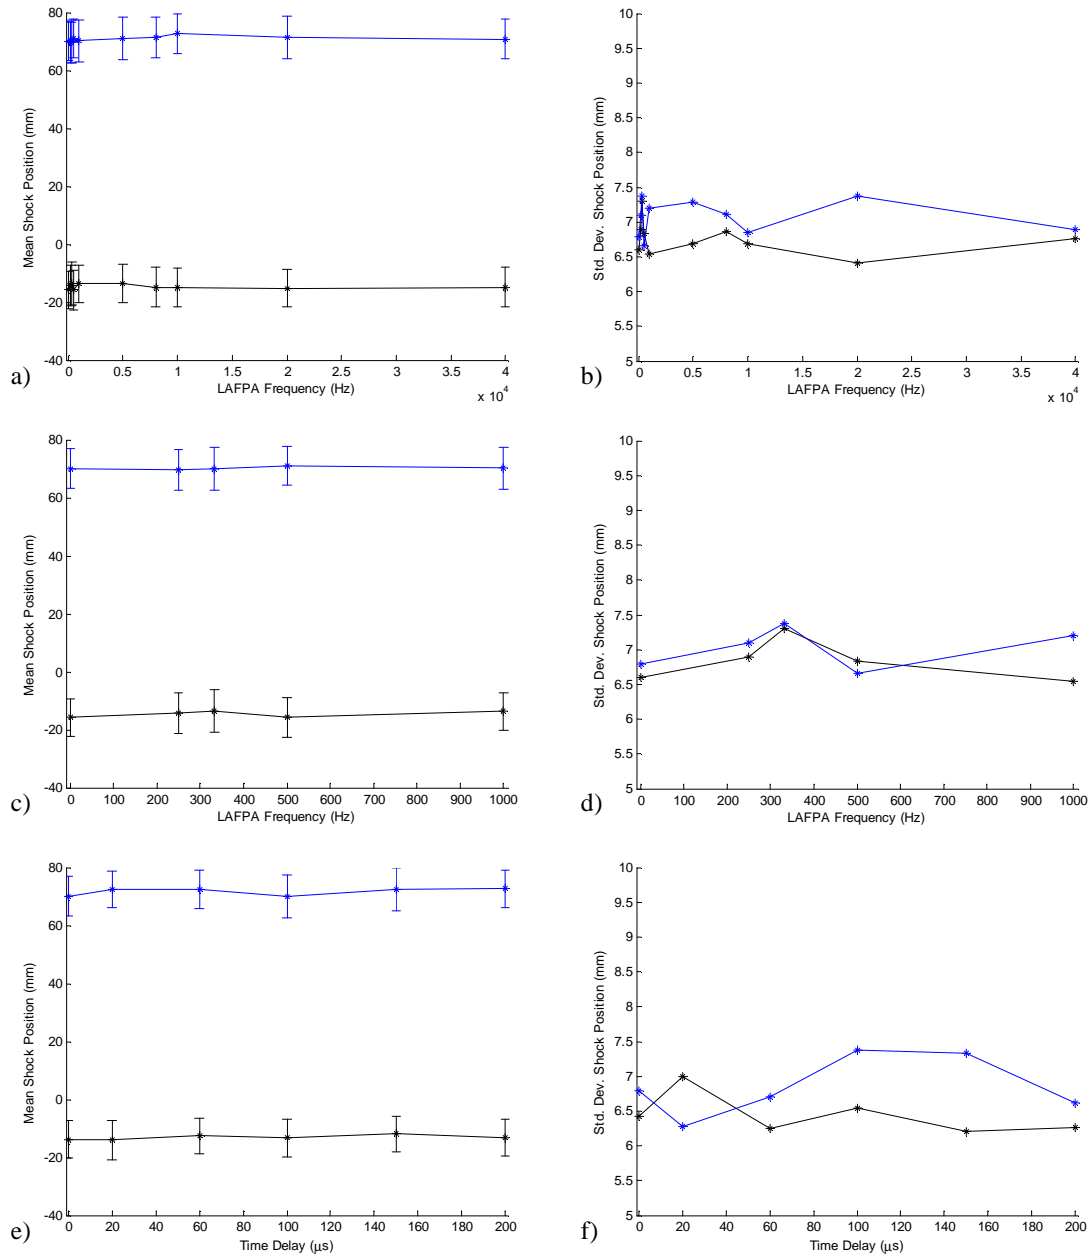 a)
Mean Shock Position (mm)
80
60
40
20
0
-20
-40
0 0.5 1 1.5 2 2.5 3 3.5 4
LAFPA Frequency (Hz)
x 10^4
b)
Std. Dev. Shock Position (mm)
10
9.5
9
8.5
8
7.5
7
6.5
6
5.5
5
0 0.5 1 1.5 2 2.5 3 3.5 4
LAFPA Frequency (Hz)
x 10^4
c)
Mean Shock Position (mm)
80
60
40
20
0
-20
-40
0 100 200 300 400 500 600 700 800 900 1000
LAFPA Frequency (Hz)
d)
Std. Dev. Shock Position (mm)
10
9.5
9
8.5
8
7.5
7
6.5
6
5.5
5
0 100 200 300 400 500 600 700 800 900 1000
LAFPA Frequency (Hz)
e)
Mean Shock Position (mm)
80
60
40
20
0
-20
-40
0 20 40 60 80 100 120 140 160 180 200
Time Delay (μs)
f)
Std. Dev. Shock Position (mm)
10
9.5
9
8.5
8
7.5
7
6.5
6
5.5
5
0 20 40 60 80 100 120 140 160 180 200
Time Delay (μs)